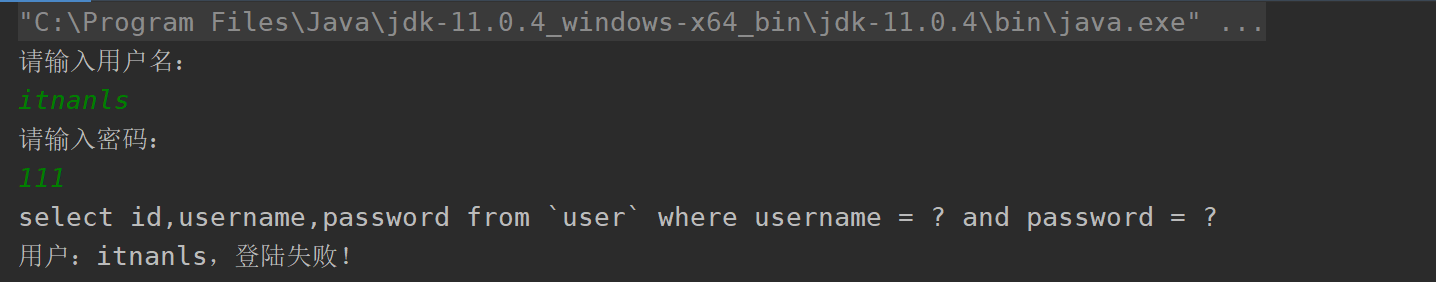 "C:\Program Files\Java\jdk-11.0.4_windows-x64_bin\jdk-11.0.4\bin\java.exe" ...
请输入用户名：
itnanls
请输入密码：
111
select id,username,password from `user` where username = ? and password = ?
用户：itnanls，登陆失败！